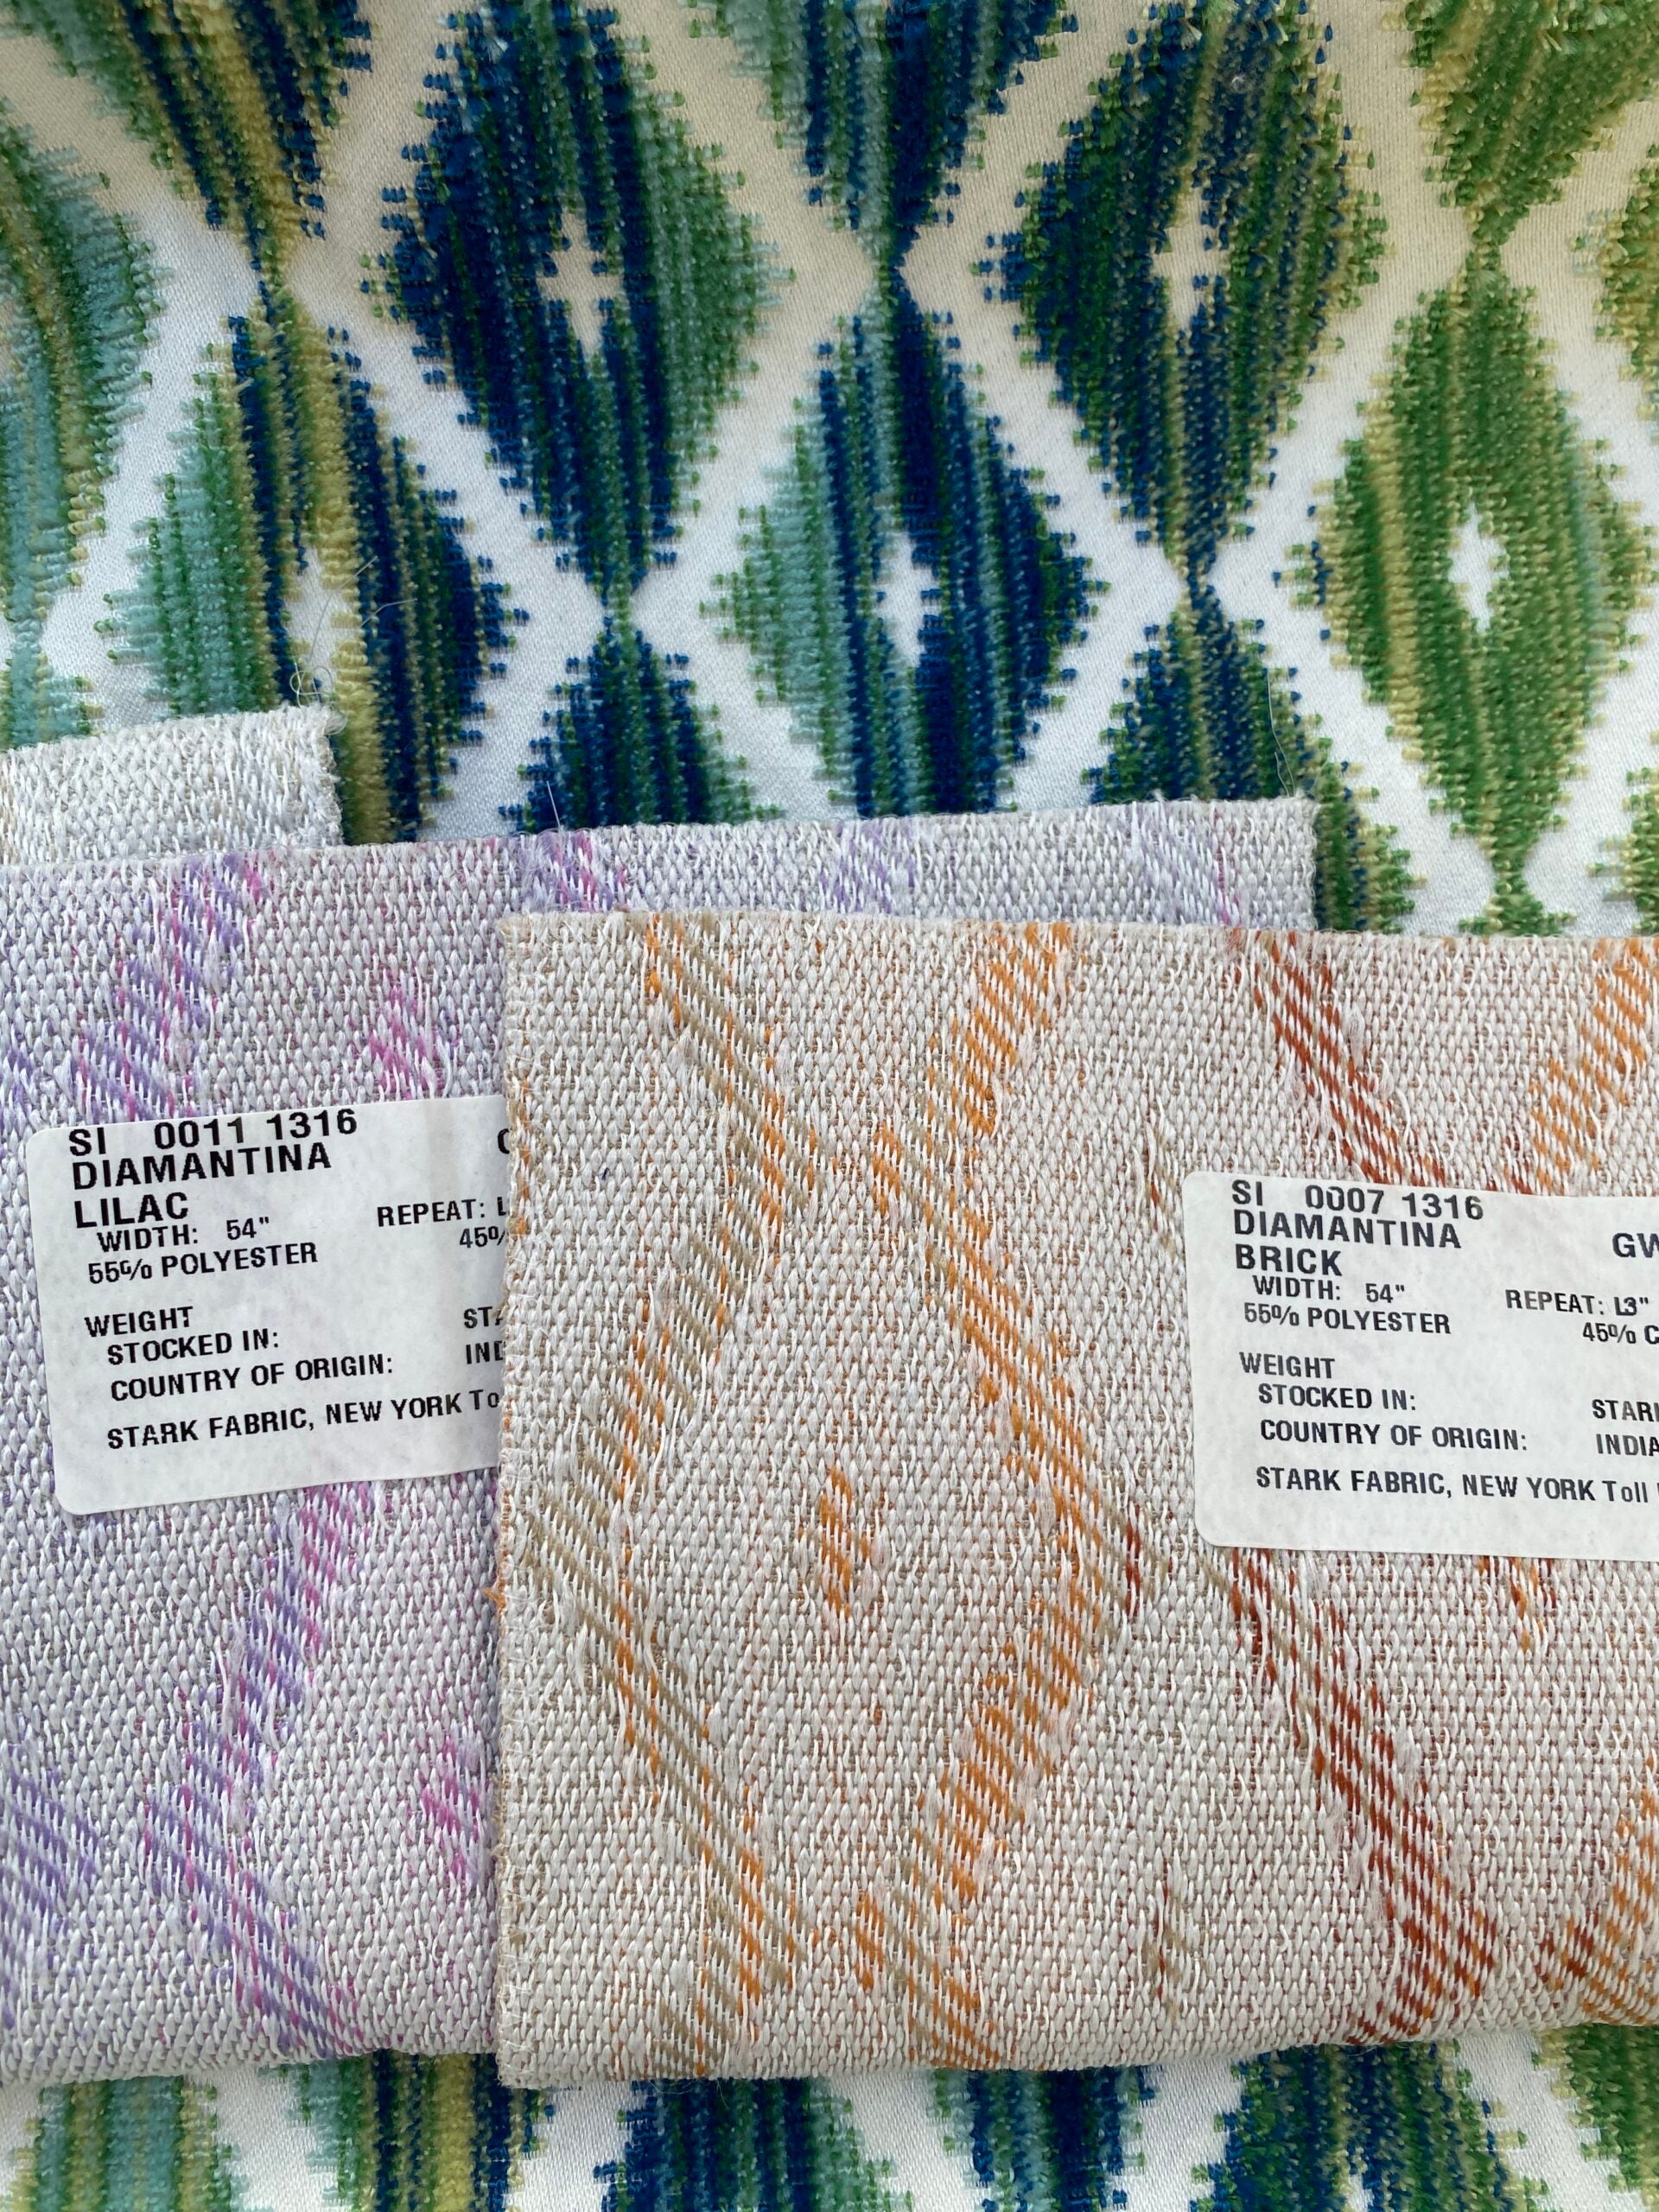 SI 0011 1316
DIAMANTINA
LILAC
WIDTH: 54" REPEAT:
55% POLYESTER 45%
WEIGHT
STOCKED IN:
COUNTRY OF ORIGIN:
STARK FABRIC, NEW YORK
SI 0007 1316
DIAMANTINA
BRICK
WIDTH: 54" REPEAT: L3"
55% POLYESTER 45%
WEIGHT
STOCKED IN:
COUNTRY OF ORIGIN: INDIA
STARK FABRIC, NEW YORK Toll